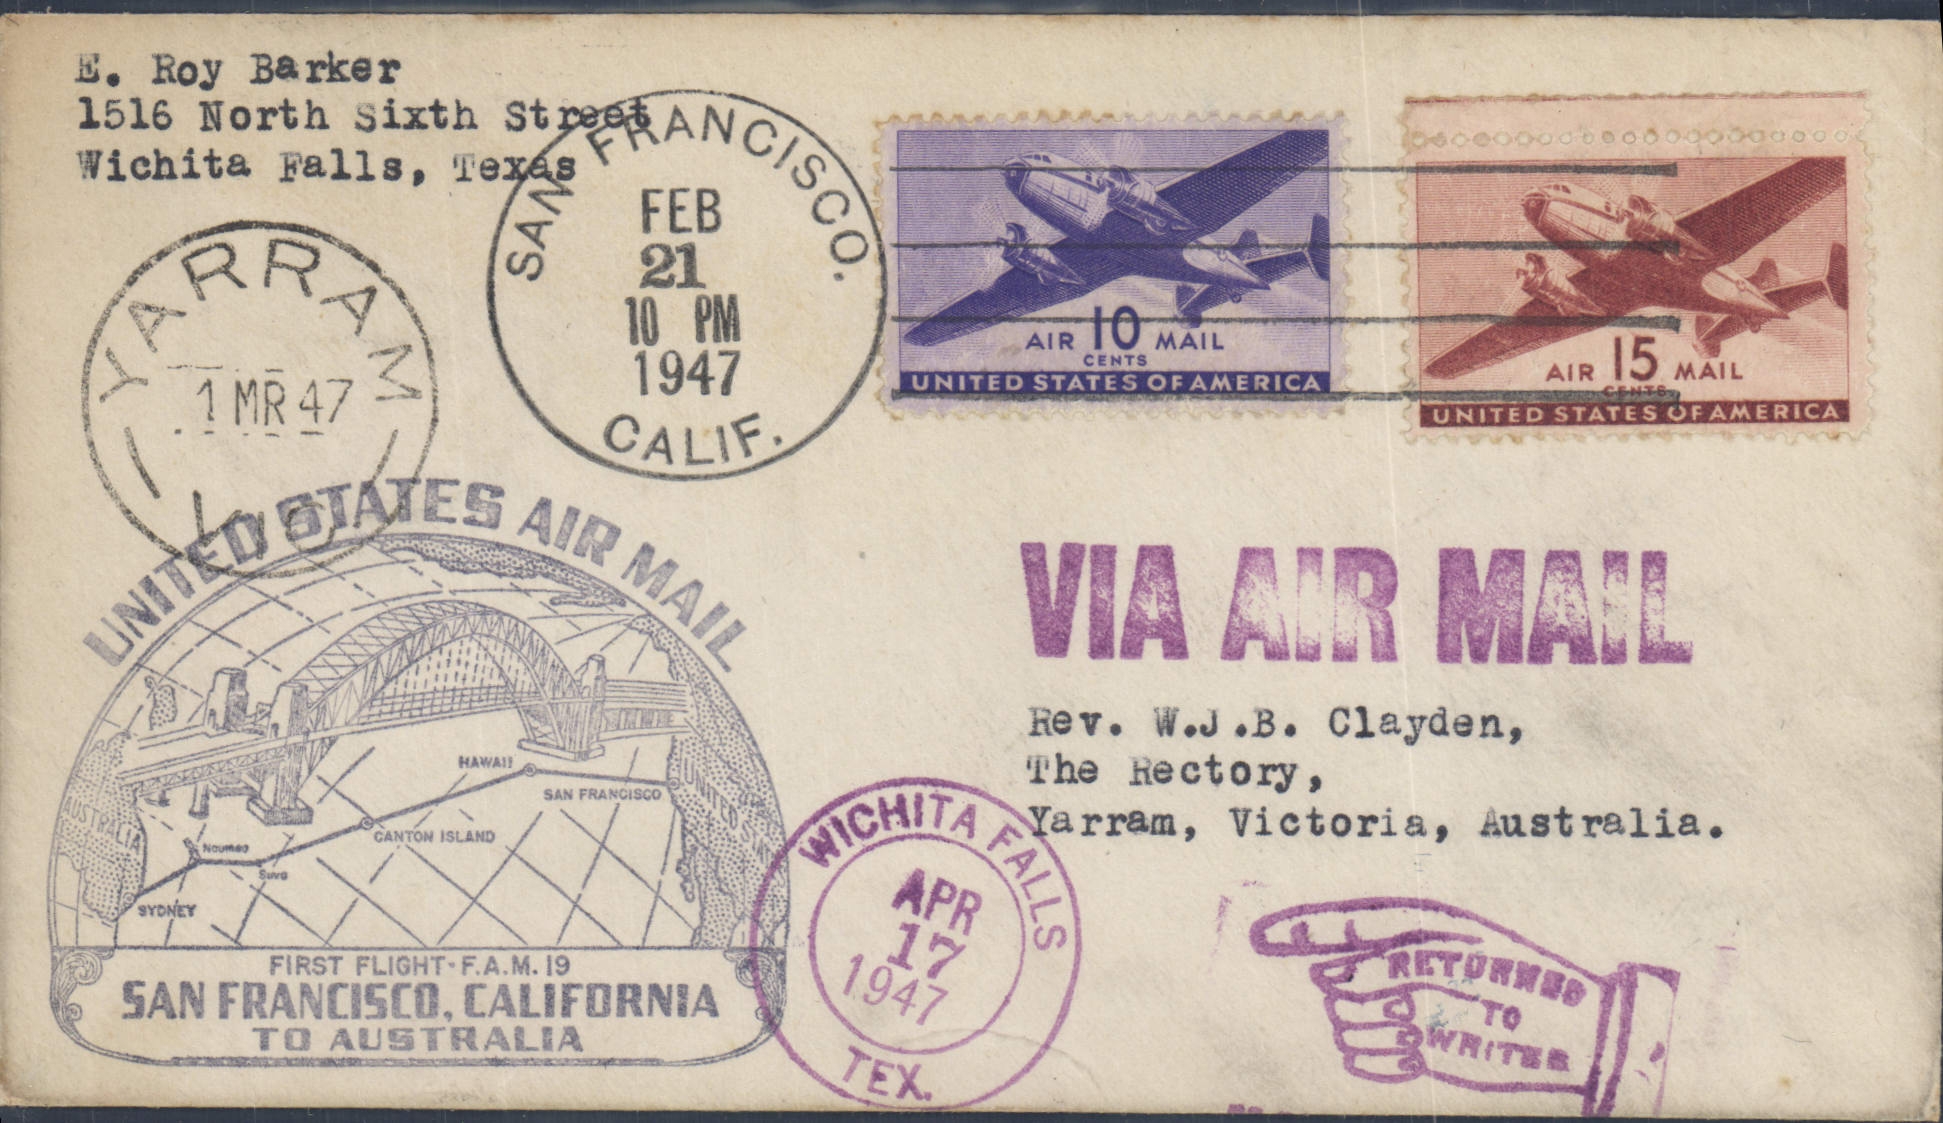 E. Roy Barker
1516 North Sixth Street
Wichita Falls, Texas
SAN FRANCISCO.
FEB
21
10 PM
1947
CALIF.
AIR 10 MAIL
CENTS
UNITED STATES OF AMERICA
AIR 15 MAIL
CENTS
UNITED STATES OF AMERICA
YARRAM
1 MR 47
VIC
UNITED STATES AIR MAIL
HAWAII
SAN FRANCISCO
CANTON ISLAND
AUSTRALIA
Noumea
Suva
SYDNEY
FIRST FLIGHT - F.A.M. 19
SAN FRANCISCO, CALIFORNIA
TO AUSTRALIA
VIA AIR MAIL
Rev. W.J.B. Clayden,
The Rectory,
Yarram, Victoria, Australia.
WICHITA FALLS
APR
17
1947
TEX.
RETURNED
TO
WRITER